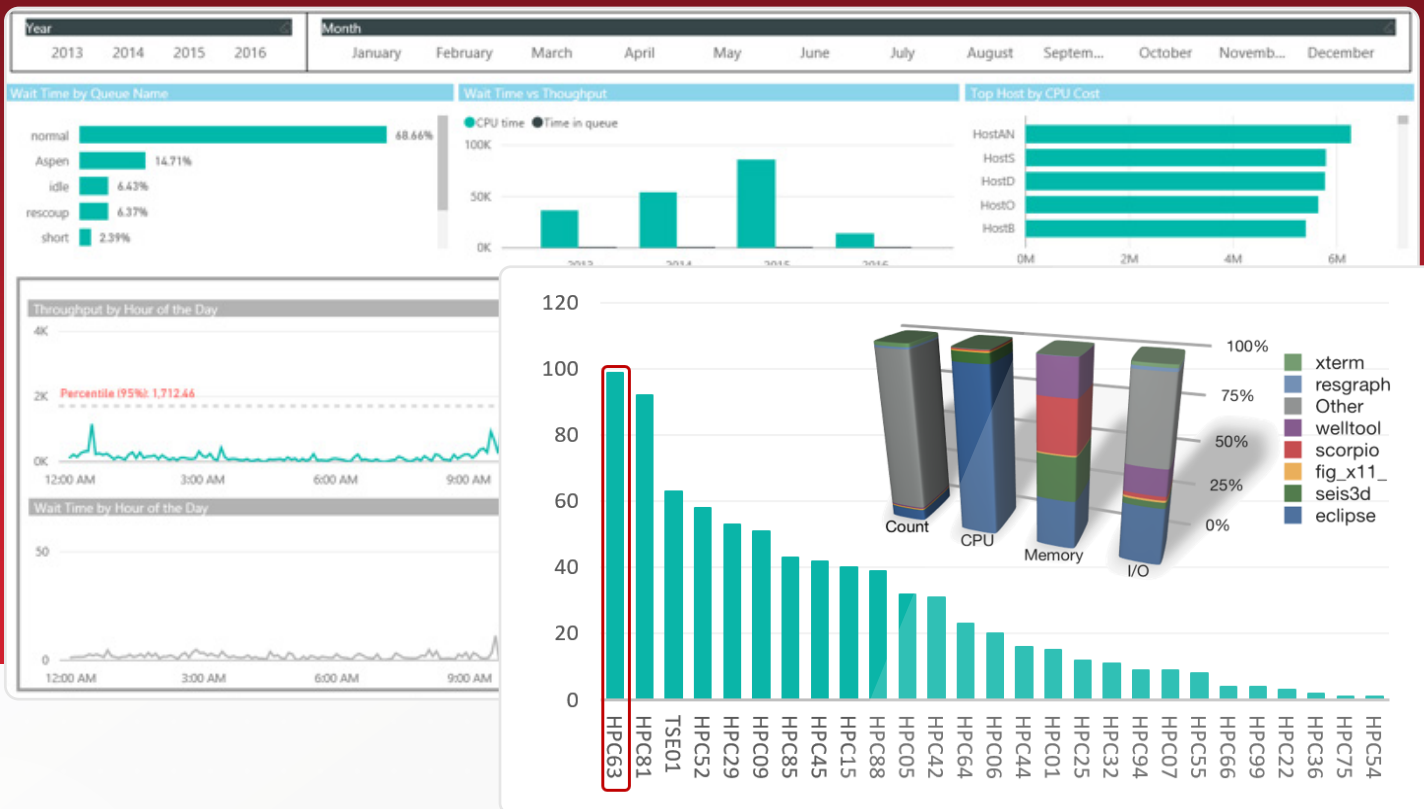 Year
Month
2013 2014 2015 2016
January February March April May June July August Septem... October Novemb... December
Wait Time by Queue Name
normal 68.66%
Aspen 14.71%
idle 6.43%
rescoup 6.37%
short 2.39%
Wait Time vs Thoughput
CPU time Time in queue
100K
50K
0K
2013 2014 2015 2016
Top Host by CPU Cost
HostAN
HostS
HostD
HostO
HostB
0M 2M 4M 6M
Throughput by Hour of the Day
4K
2K
Percentile (95%): 1,712.46
0K
12:00 AM 3:00 AM 6:00 AM 9:00 AM
Wait Time by Hour of the Day
50
0
12:00 AM 3:00 AM 6:00 AM 9:00 AM
120
100
80
60
40
20
0
HPC63
HPC81
TSE01
HPC52
HPC29
HPC09
HPC85
HPC45
HPC15
HPC88
HPC05
HPC42
HPC64
HPC06
HPC44
HPC01
HPC25
HPC32
HPC94
HPC07
HPC55
HPC66
HPC99
HPC22
HPC36
HPC75
HPC54
100%
75%
50%
25%
0%
Count
CPU
Memory
I/O
xterm
resgraph
Other
welltool
scorpio
fig_x11_
seis3d
eclipse